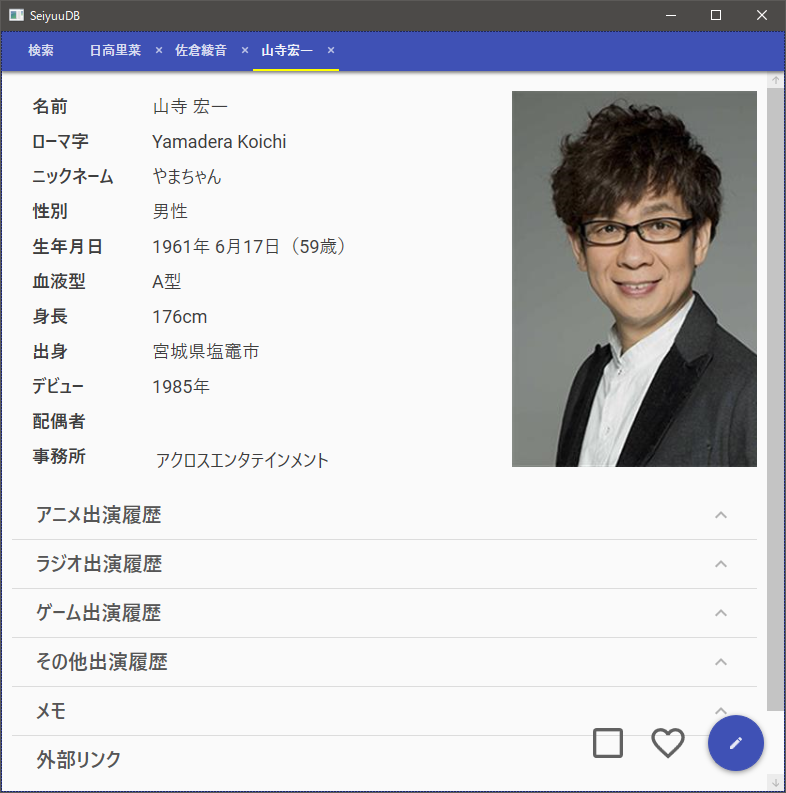 SeiyuuDB
検索 日高里菜 × 佐倉綾音 × 山寺宏一 ×
名前 山寺 宏一
ローマ字 Yamadera Koichi
ニックネーム やまちゃん
性別 男性
生年月日 1961年 6月17日（59歳）
血液型 A型
身長 176cm
出身 宮城県塩竈市
デビュー 1985年
配偶者
事務所 アクロスエンタテインメント
アニメ出演履歴
ラジオ出演履歴
ゲーム出演履歴
その他出演履歴
メモ
外部リンク